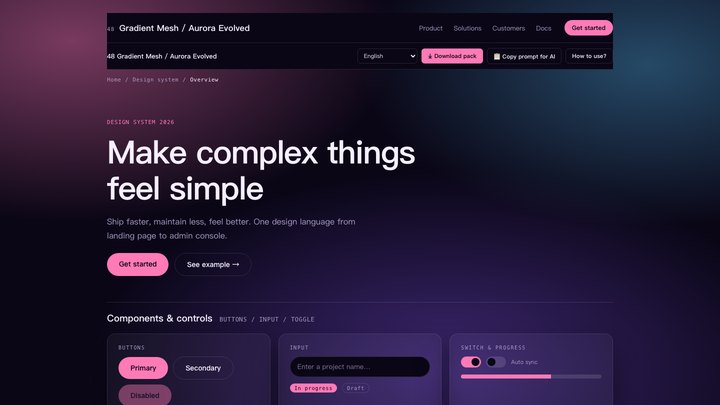 48 Gradient Mesh / Aurora Evolved
Product Solutions Customers Docs Get started
48 Gradient Mesh / Aurora Evolved
English Download pack Copy prompt for AI How to use?
Home / Design system / Overview
DESIGN SYSTEM 2026
Make complex things
feel simple
Ship faster, maintain less, feel better. One design language from
landing page to admin console.
Get started See example →
Components & controls BUTTONS / INPUT / TOGGLE
BUTTONS
Primary Secondary
Disabled
INPUT
Enter a project name...
In progress Draft
SWITCH & PROGRESS
Auto sync